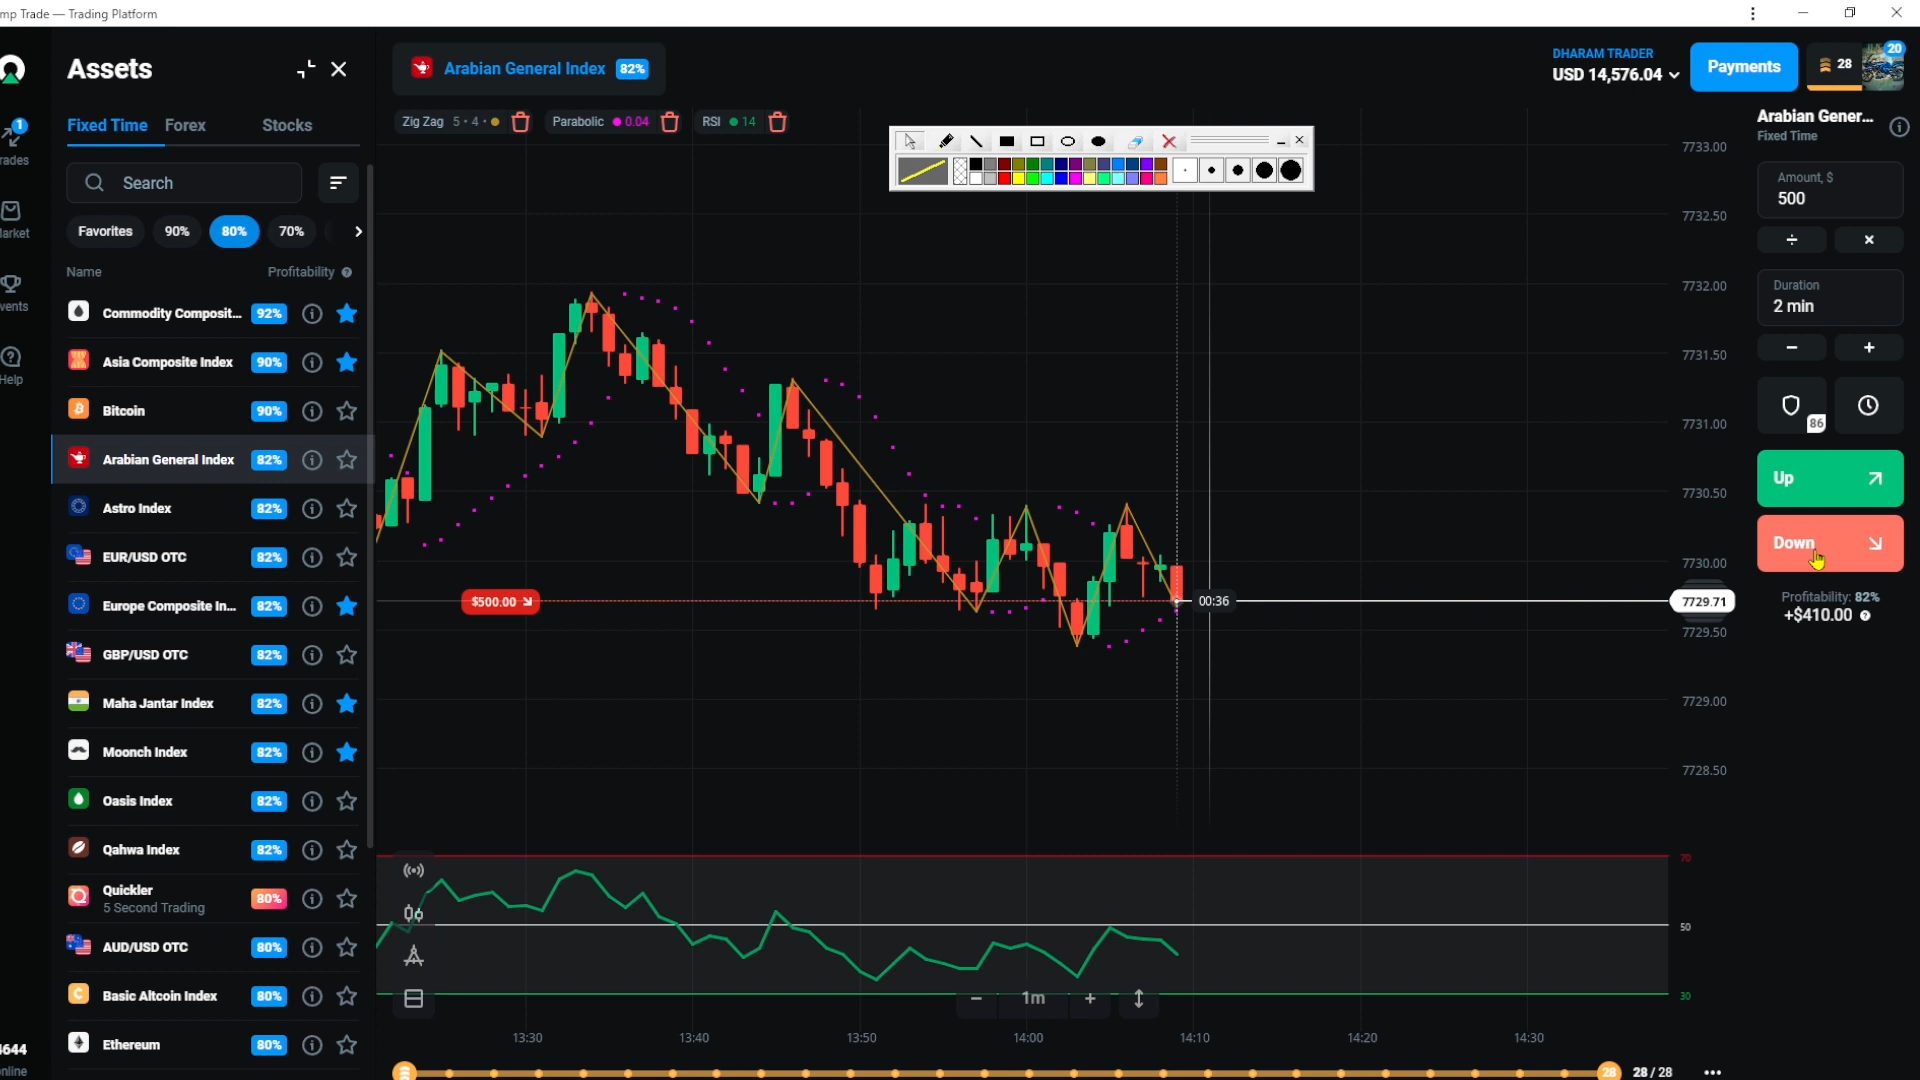 mp Trade — Trading Platform
Assets
Fixed Time
Forex
Stocks
Search
Favorites
90%
80%
70%
Name
Profitability
Commodity Composit... 92%
Asia Composite Index 90%
Bitcoin 90%
Arabian General Index 82%
Astro Index 82%
EUR/USD OTC 82%
Europe Composite In... 82%
GBP/USD OTC 82%
Maha Jantar Index 82%
Moonch Index 82%
Oasis Index 82%
Qahwa Index 82%
Quickler 80%
5 Second Trading
AUD/USD OTC 80%
Basic Altcoin Index 80%
Ethereum 80%
1
rades
arket
vents
Help
4644
nline
Arabian General Index 82%
Zig Zag 5 • 4 •
Parabolic 0.04
RSI 14
DHARAM TRADER
USD 14,576.04
Payments
28
20
7733.00
7732.50
7732.00
7731.50
7731.00
7730.50
7730.00
7729.71
7729.50
7729.00
7728.50
$500.00
00:36
70
50
30
1m
13:30
13:40
13:50
14:00
14:10
14:20
14:30
28
28 / 28
Arabian Gener...
Fixed Time
Amount, $
500
÷
×
Duration
2 min
−
+
86
Up
Down
Profitability: 82%
+$410.00